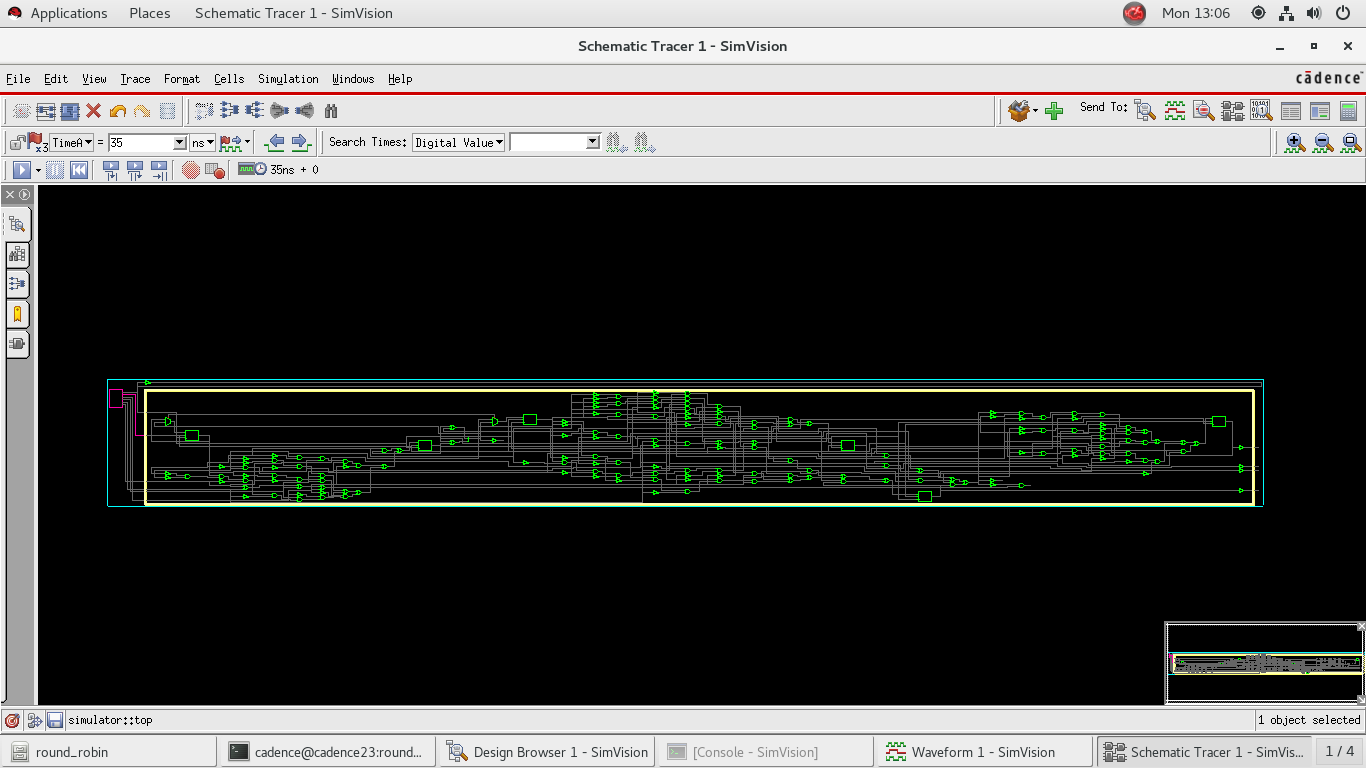 Applications Places Schematic Tracer 1 - SimVision Mon 13:06
Schematic Tracer 1 - SimVision
File Edit View Trace Format Cells Simulation Windows Help cādence
Send To:
x3 TimeA = 35 ns Search Times: Digital Value
35ns + 0
simulator::top 1 object selected
round_robin cadence@cadence23:round... Design Browser 1 - SimVision [Console - SimVision] Waveform 1 - SimVision Schematic Tracer 1 - SimVis... 1 / 4